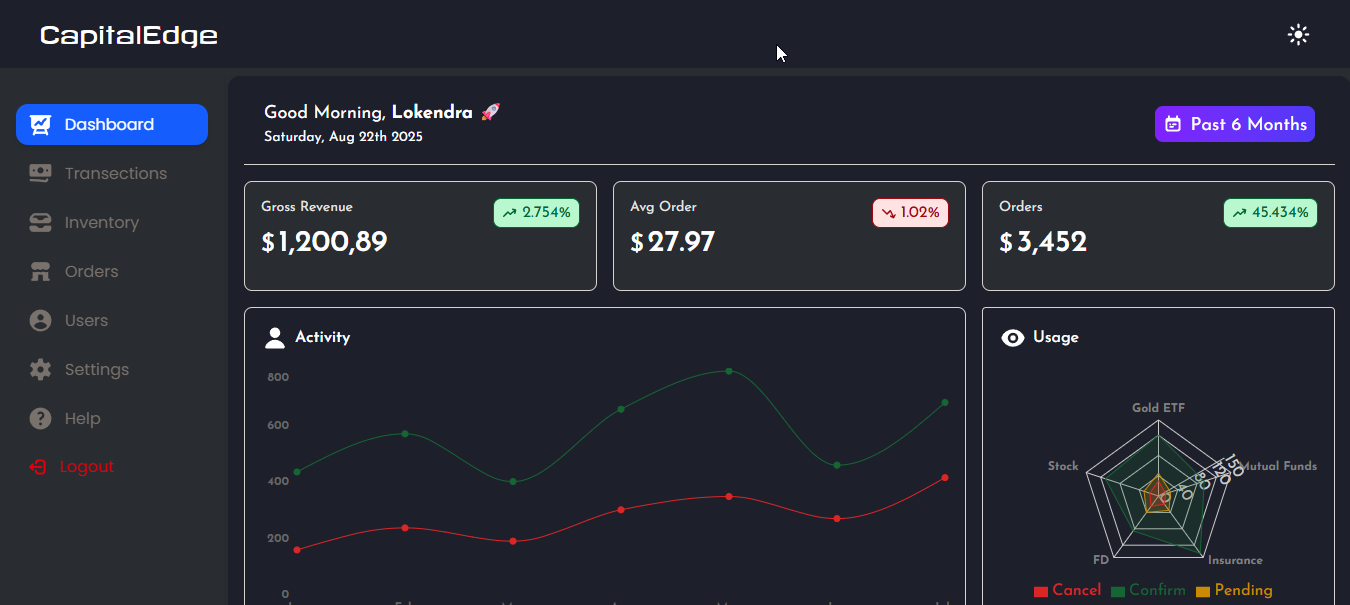 CapitalEdge
Dashboard
Transections
Inventory
Orders
Users
Settings
Help
Logout
Good Morning, Lokendra 🚀
Saturday, Aug 22th 2025
Past 6 Months
Gross Revenue
2.754%
$1,200,89
Avg Order
1.02%
$27.97
Orders
45.434%
$3,452
Activity
800
600
400
200
0
Usage
Gold ETF
Stock
Mutual Funds
0
40
80
120
150
FD
Insurance
Cancel
Confirm
Pending